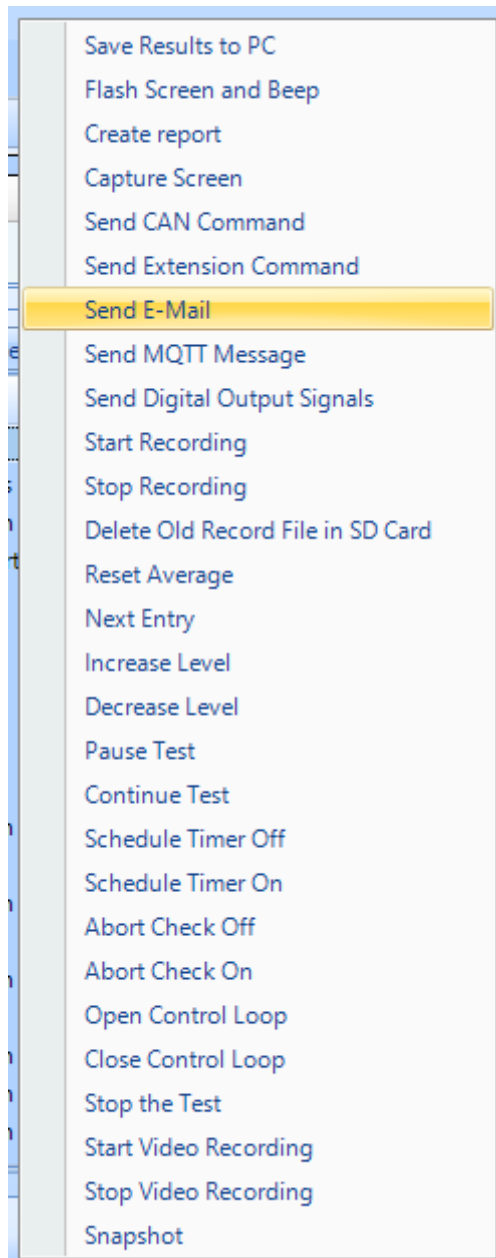 Save Results to PC
Flash Screen and Beep
Create report
Capture Screen
Send CAN Command
Send Extension Command
Send E-Mail
Send MQTT Message
Send Digital Output Signals
Start Recording
Stop Recording
Delete Old Record File in SD Card
Reset Average
Next Entry
Increase Level
Decrease Level
Pause Test
Continue Test
Schedule Timer Off
Schedule Timer On
Abort Check Off
Abort Check On
Open Control Loop
Close Control Loop
Stop the Test
Start Video Recording
Stop Video Recording
Snapshot